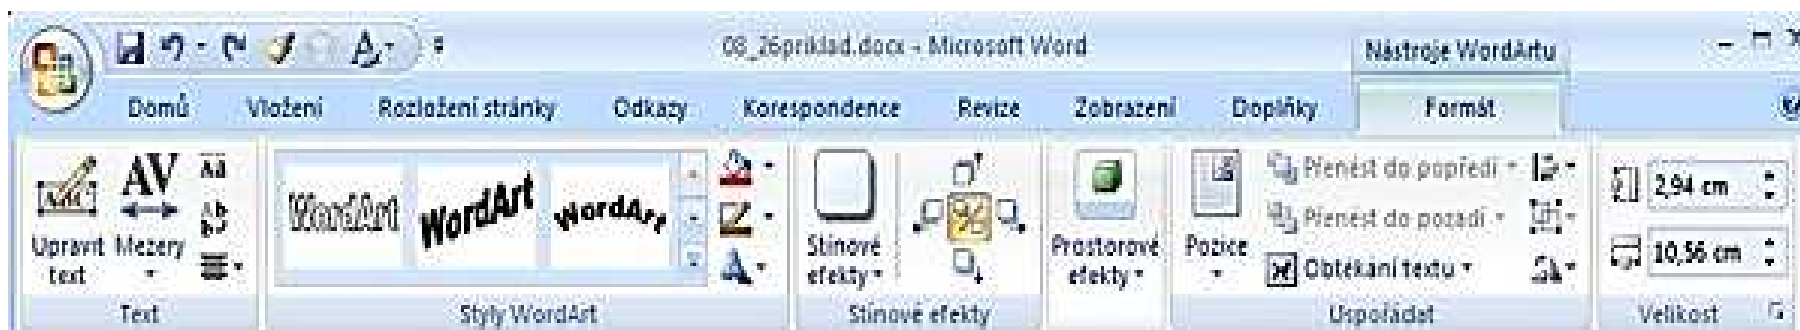 08_26priklad.docx - Microsoft Word
Nástroje WordArtu
Domů Vložení Rozložení stránky Odkazy Korespondence Revize Zobrazení Doplňky Formát
Upravit text
Mezery
WordArt WordArt WordArt
Stínové efekty
Prostorové efekty
Pozice
Přenést do popředí
Přenést do pozadí
Obtékání textu
2,94 cm
10,56 cm
Text Styly WordArt Stínové efekty Uspořádat Velikost